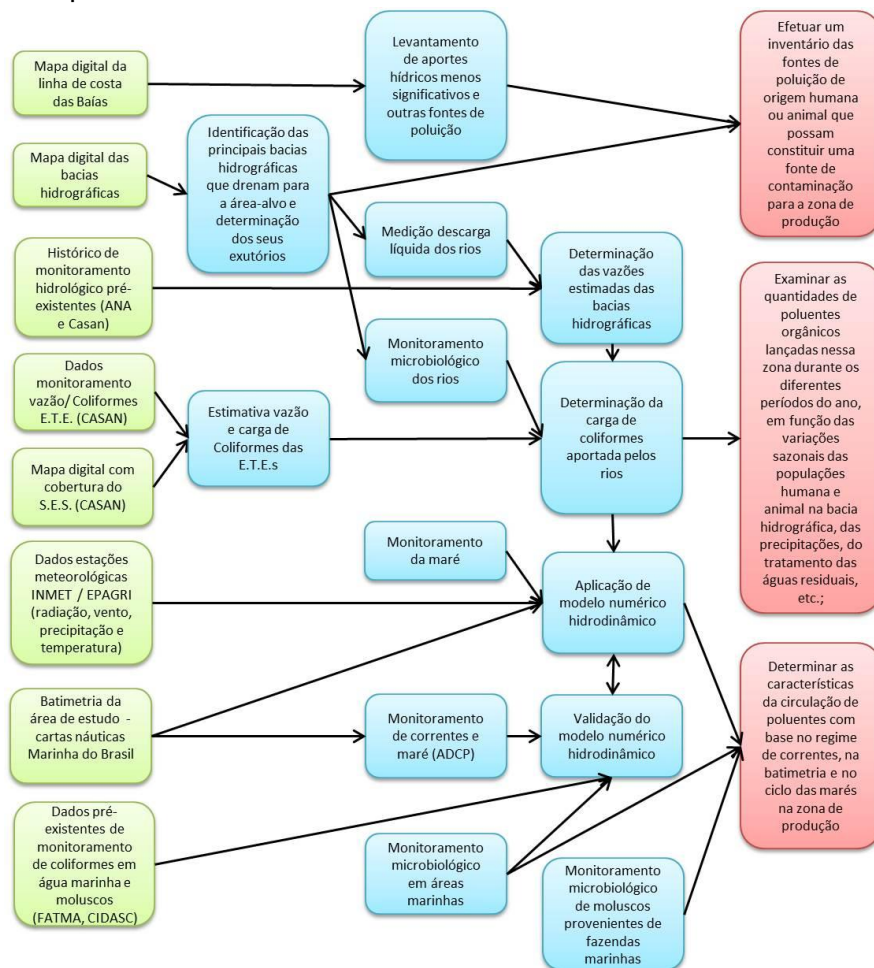 Mapa digital da
linha de costa
das Baías
Mapa digital das
bacias
hidrográficas
Histórico de
monitoramento
hidrológico pré-
existentes (ANA
e Casan)
Dados
monitoramento
vazão/ Coliformes
E.T.E. (CASAN)
Mapa digital com
cobertura do
S.E.S. (CASAN)
Dados estações
meteorológicas
INMET / EPAGRI
(radiação, vento,
precipitação e
temperatura)
Batimetria da
área de estudo -
cartas náuticas
Marinha do Brasil
Dados pré-
existentes de
monitoramento
de coliformes em
água marinha e
moluscos
(FATMA, CIDASC)
Identificação das
principais bacias
hidrográficas
que drenam para
a área-alvo e
determinação
dos seus
exutórios
Estimativa vazão
e carga de
Coliformes das
E.T.E.s
Levantamento
de aportes
hídricos menos
significativos e
outras fontes de
poluição
Medição descarga
líquida dos rios
Monitoramento
microbiológico
dos rios
Monitoramento
da maré
Monitoramento
de correntes e
maré (ADCP)
Monitoramento
microbiológico
em áreas
marinhas
Determinação
das vazões
estimadas das
bacias
hidrográficas
Determinação da
carga de
coliformes
aportada pelos
rios
Aplicação de
modelo numérico
hidrodinâmico
Validação do
modelo numérico
hidrodinâmico
Monitoramento
microbiológico
de moluscos
provenientes de
fazendas
marinhas
Efetuar um
inventário das
fontes de
poluição de
origem humana
ou animal que
possam
constituir uma
fonte de
contaminação
para a zona de
produção
Examinar as
quantidades de
poluentes
orgânicos
lançadas nessa
zona durante os
diferentes
períodos do ano,
em função das
variações
sazonais das
populações
humana e
animal na bacia
hidrográfica, das
precipitações, do
tratamento das
águas residuais,
etc.;
Determinar as
características
da circulação de
poluentes com
base no regime
de correntes, na
batimetria e no
ciclo das marés
na zona de
produção